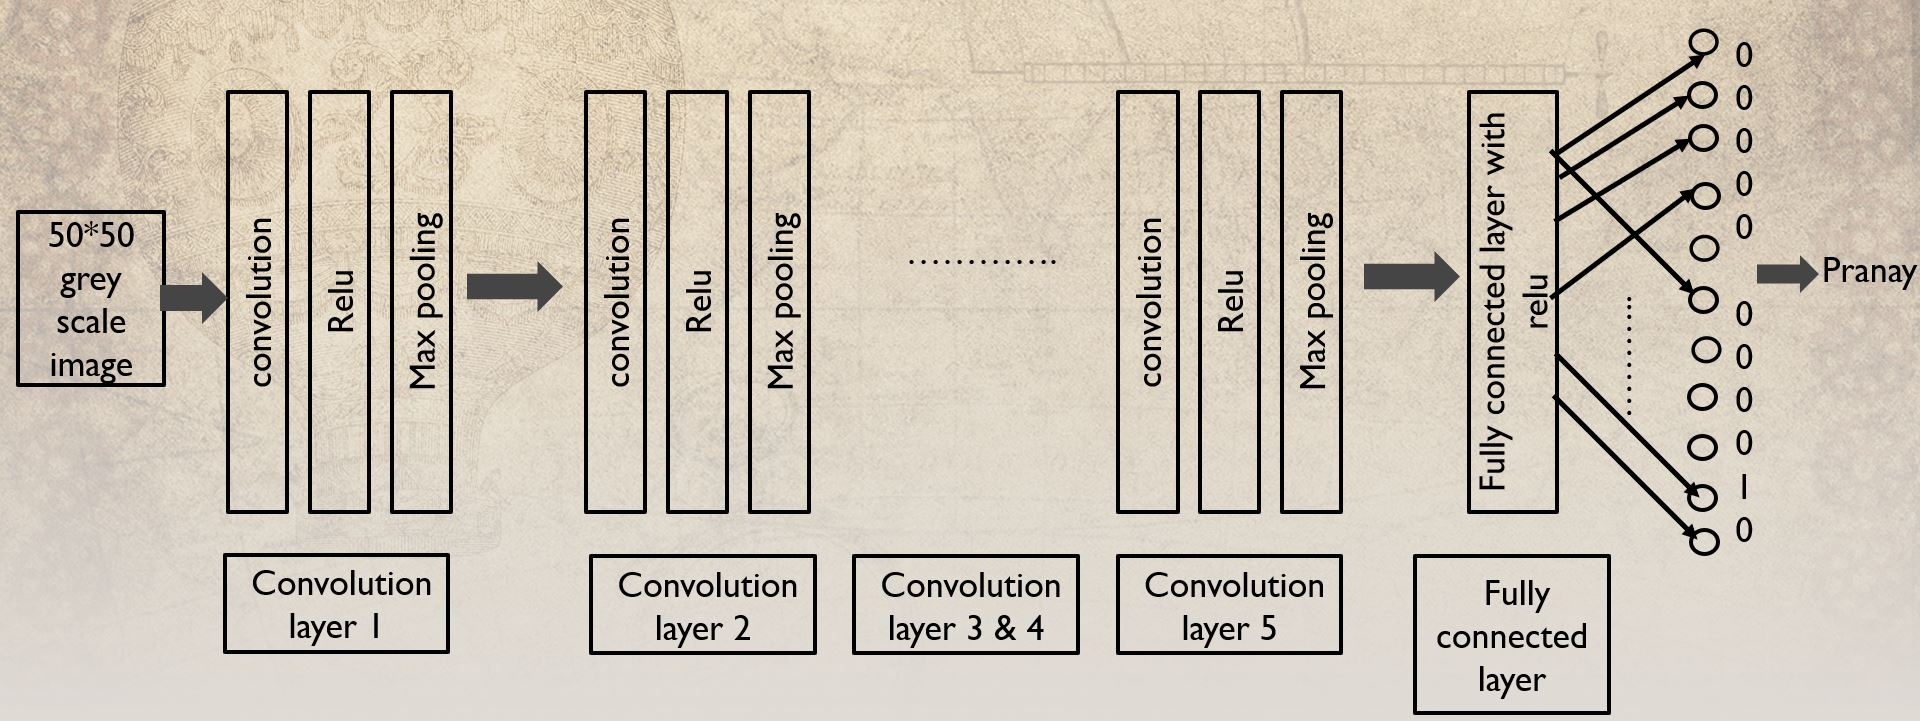 50*50
grey
scale
image
convolution
Relu
Max pooling
convolution
Relu
Max pooling
.............
convolution
Relu
Max pooling
Fully connected layer with
relu
..........
0
0
0
0
0
0
0
0
0
1
0
Pranay
Convolution
layer 1
Convolution
layer 2
Convolution
layer 3 & 4
Convolution
layer 5
Fully
connected
layer